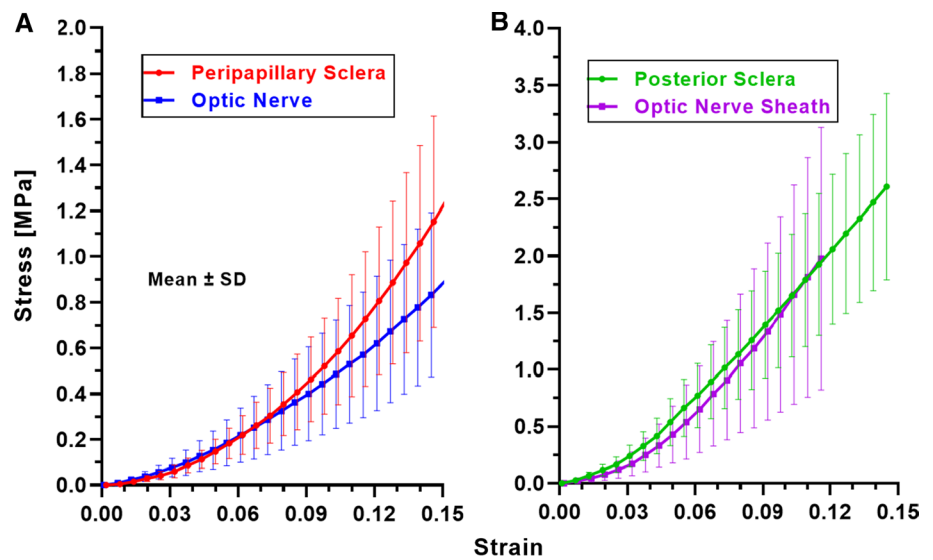 A
B
2.0
1.8
1.6
1.4
1.2
1.0
0.8
0.6
0.4
0.2
0.0
Stress [MPa]
Peripapillary Sclera
Optic Nerve
Mean ± SD
0.00 0.03 0.06 0.09 0.12 0.15
4.0
3.5
3.0
2.5
2.0
1.5
1.0
0.5
0.0
Posterior Sclera
Optic Nerve Sheath
0.00 0.03 0.06 0.09 0.12 0.15
Strain